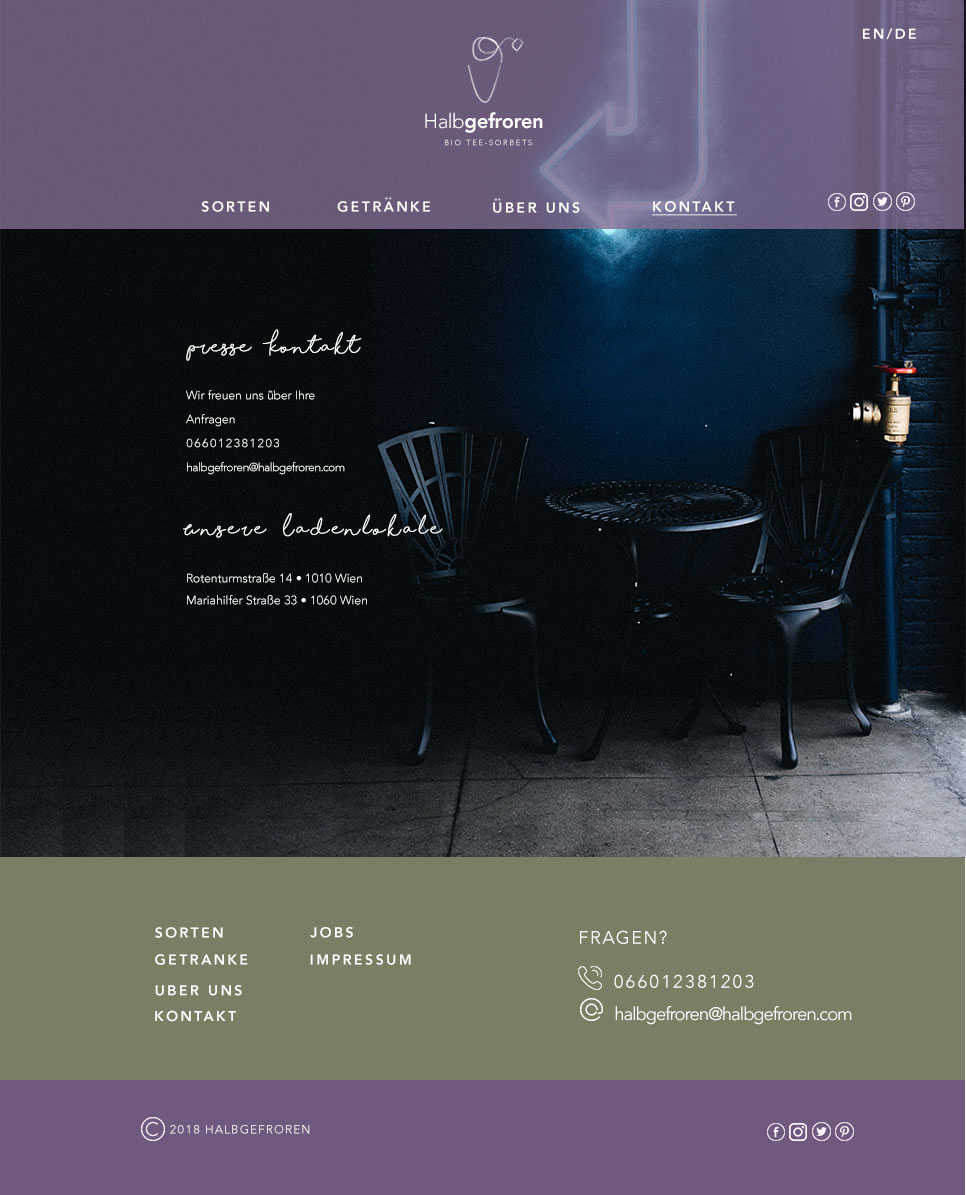 EN/DE
Halbgefroren
BIO TEE-SORBETS
SORTEN GETRÄNKE ÜBER UNS KONTAKT
presse kontakt
Wir freuen uns über Ihre
Anfragen
066012381203
halbgefroren@halbgefroren.com
unsere ladenlokale
Rotenturmstraße 14 • 1010 Wien
Mariahilfer Straße 33 • 1060 Wien
SORTEN
GETRANKE
UBER UNS
KONTAKT
JOBS
IMPRESSUM
FRAGEN?
066012381203
halbgefroren@halbgefroren.com
© 2018 HALBGEFROREN